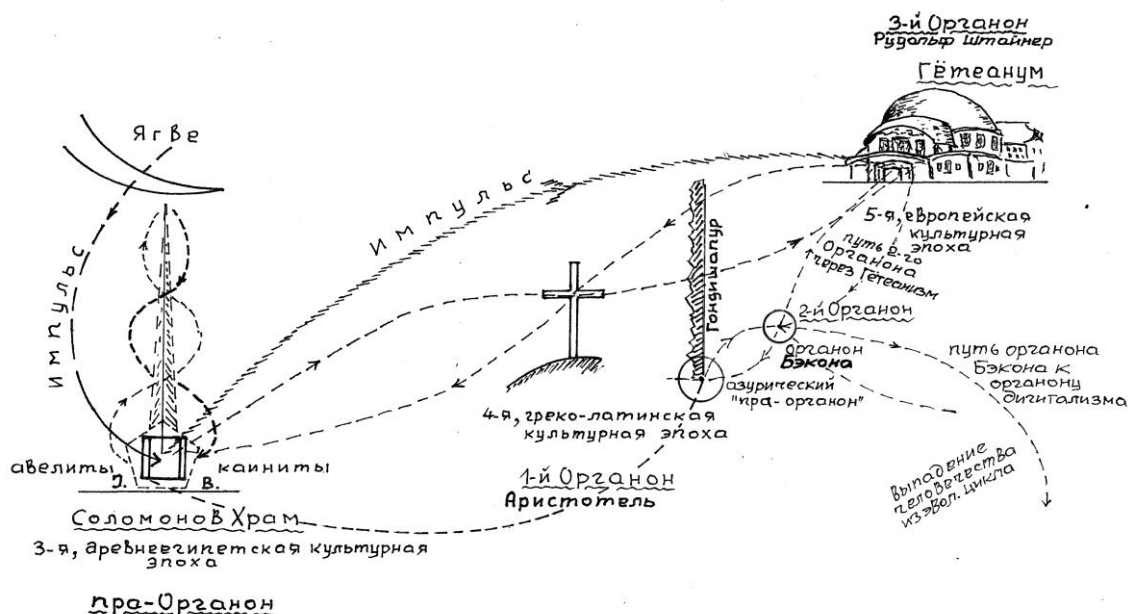 3-й Органон
Рудольф Штайнер
Гётеанум
Ягве
импульс
Импульс
5-я, европейская
культурная
эпоха
путь 2-го
Органона
через Гётеанизм
Гондишапур
2-й Органон
органон
Бэкона
азурический
"пра-органон"
путь органона
Бэкона к
органону
дигитализма
выпадение
человечества
из эвол. цикла
4-я, греко-латинская
культурная эпоха
1-й Органон
Аристотель
авелиты
каиниты
J.
B.
Соломонов Храм
3-я, древнеегипетская культурная
эпоха
пра-Органон